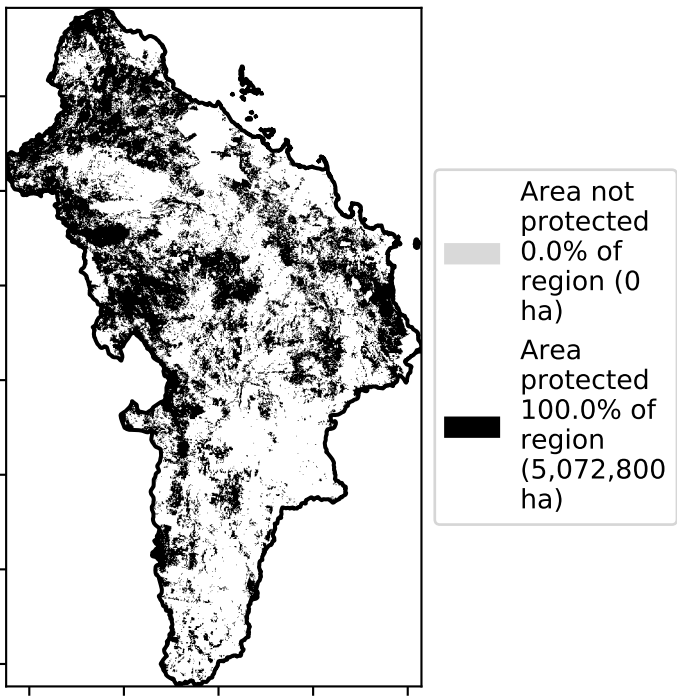 Area not
protected
0.0% of
region (0
ha)
Area
protected
100.0% of
region
(5,072,800
ha)